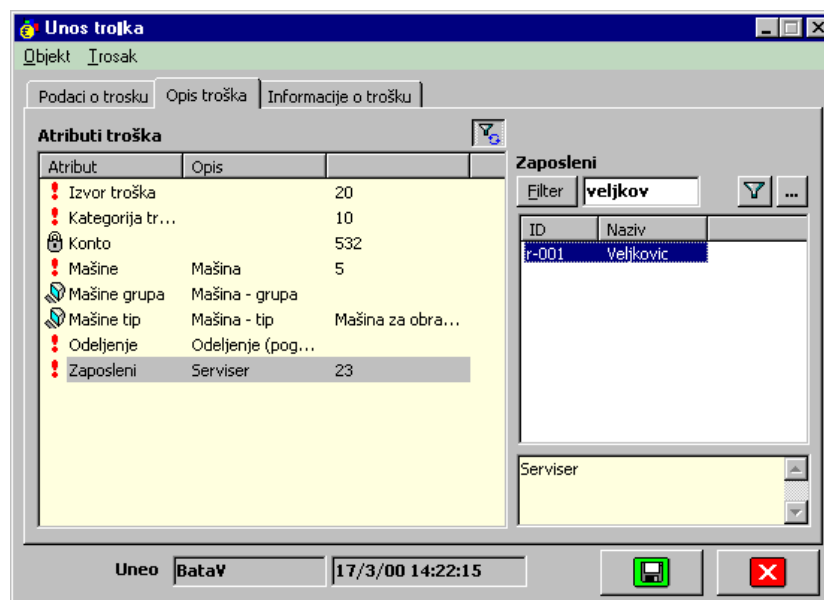 Unos tro|ka
Objekt Trosak
Podaci o trosku Opis troška Informacije o trošku
Atributi troška
Atribut Opis
Izvor troška 20
Kategorija tr... 10
Konto 532
Mašine Mašina 5
Mašine grupa Mašina - grupa
Mašine tip Mašina - tip Mašina za obra...
Odeljenje Odeljenje (pog...
Zaposleni Serviser 23
Zaposleni
Filter veljkov ...
ID Naziv
r-001 Veljkovic
Serviser
Uneo BataV 17/3/00 14:22:15